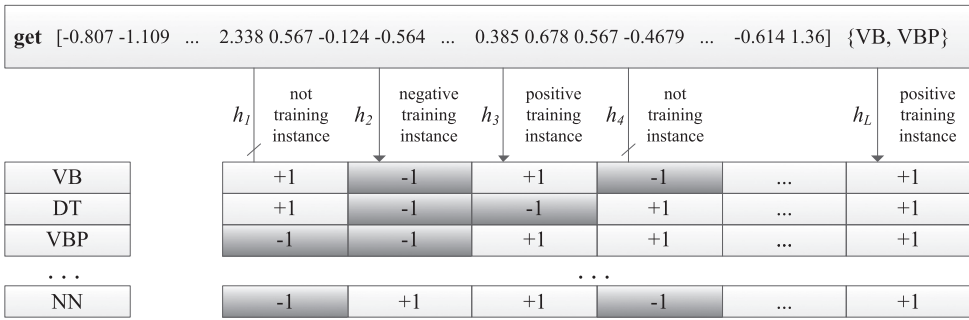 get [-0.807 -1.109 ... 2.338 0.567 -0.124 -0.564 ... 0.385 0.678 0.567 -0.4679 ... -0.614 1.36] {VB, VBP}
h1 not training instance
h2 negative training instance
h3 positive training instance
h4 not training instance
hL positive training instance
VB +1 -1 +1 -1 ... +1
DT +1 -1 -1 +1 ... +1
VBP -1 -1 +1 +1 ... +1
... ...
NN -1 +1 +1 -1 ... +1